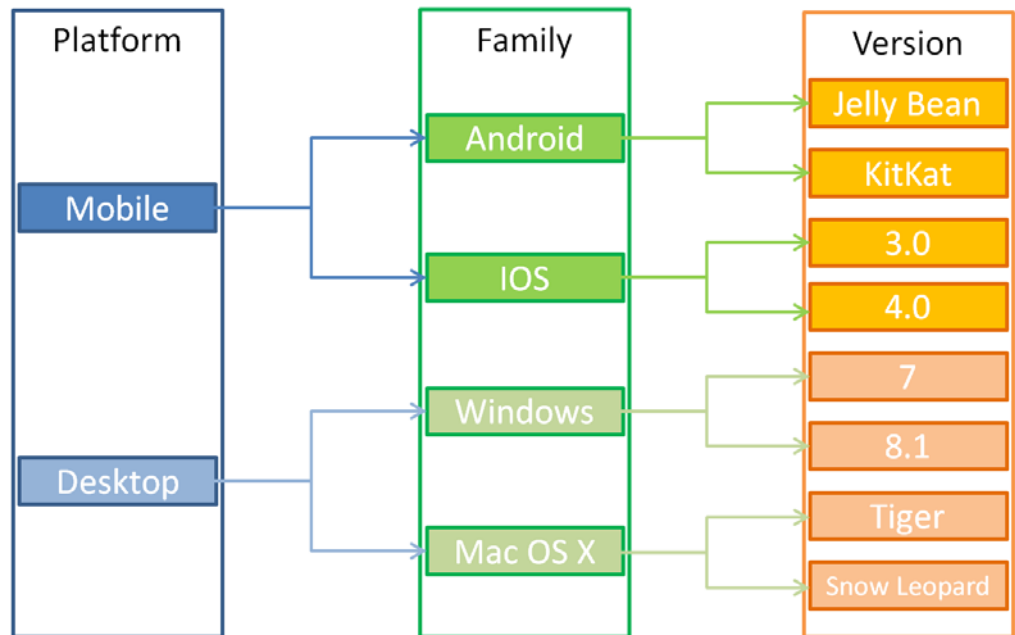 Platform
Mobile
Desktop
Family
Android
IOS
Windows
Mac OS X
Version
Jelly Bean
KitKat
3.0
4.0
7
8.1
Tiger
Snow Leopard